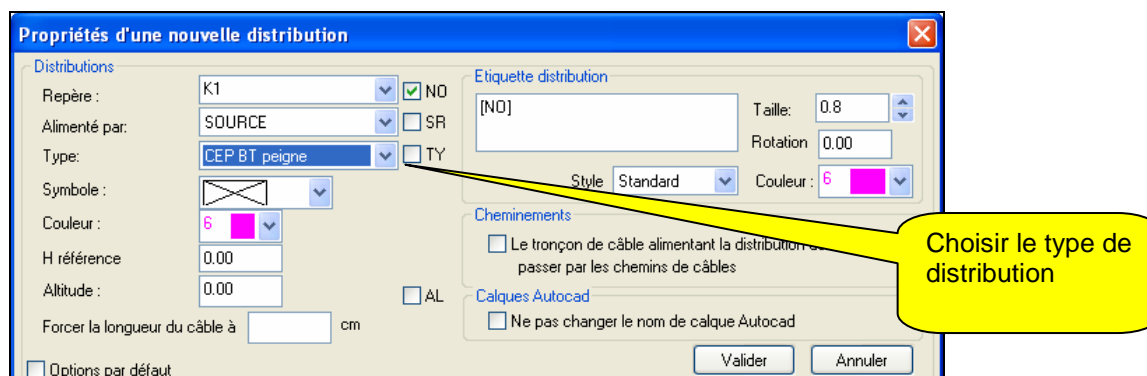 Propriétés d'une nouvelle distribution
Distributions
Repère :
K1
NO
Alimenté par:
SOURCE
SR
Type:
CEP BT peigne
TY
Symbole :
Couleur :
6
H référence
0.00
Altitude :
0.00
AL
Forcer la longueur du câble à
cm
Options par défaut
Etiquette distribution
[NO]
Taille:
0.8
Rotation
0.00
Style
Standard
Couleur :
6
Cheminements
Le tronçon de câble alimentant la distribution
passer par les chemins de câbles
Calques Autocad
Ne pas changer le nom de calque Autocad
Valider
Annuler
Choisir le type de
distribution